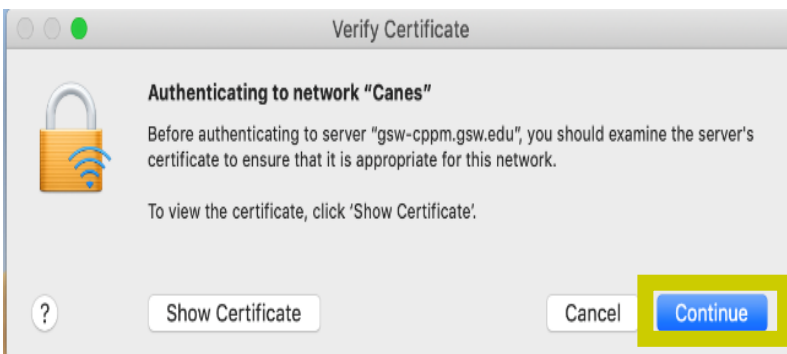 Verify Certificate
Authenticating to network “Canes”
Before authenticating to server “gsw-cppm.gsw.edu”, you should examine the server's
certificate to ensure that it is appropriate for this network.
To view the certificate, click ‘Show Certificate’.
? Show Certificate Cancel Continue